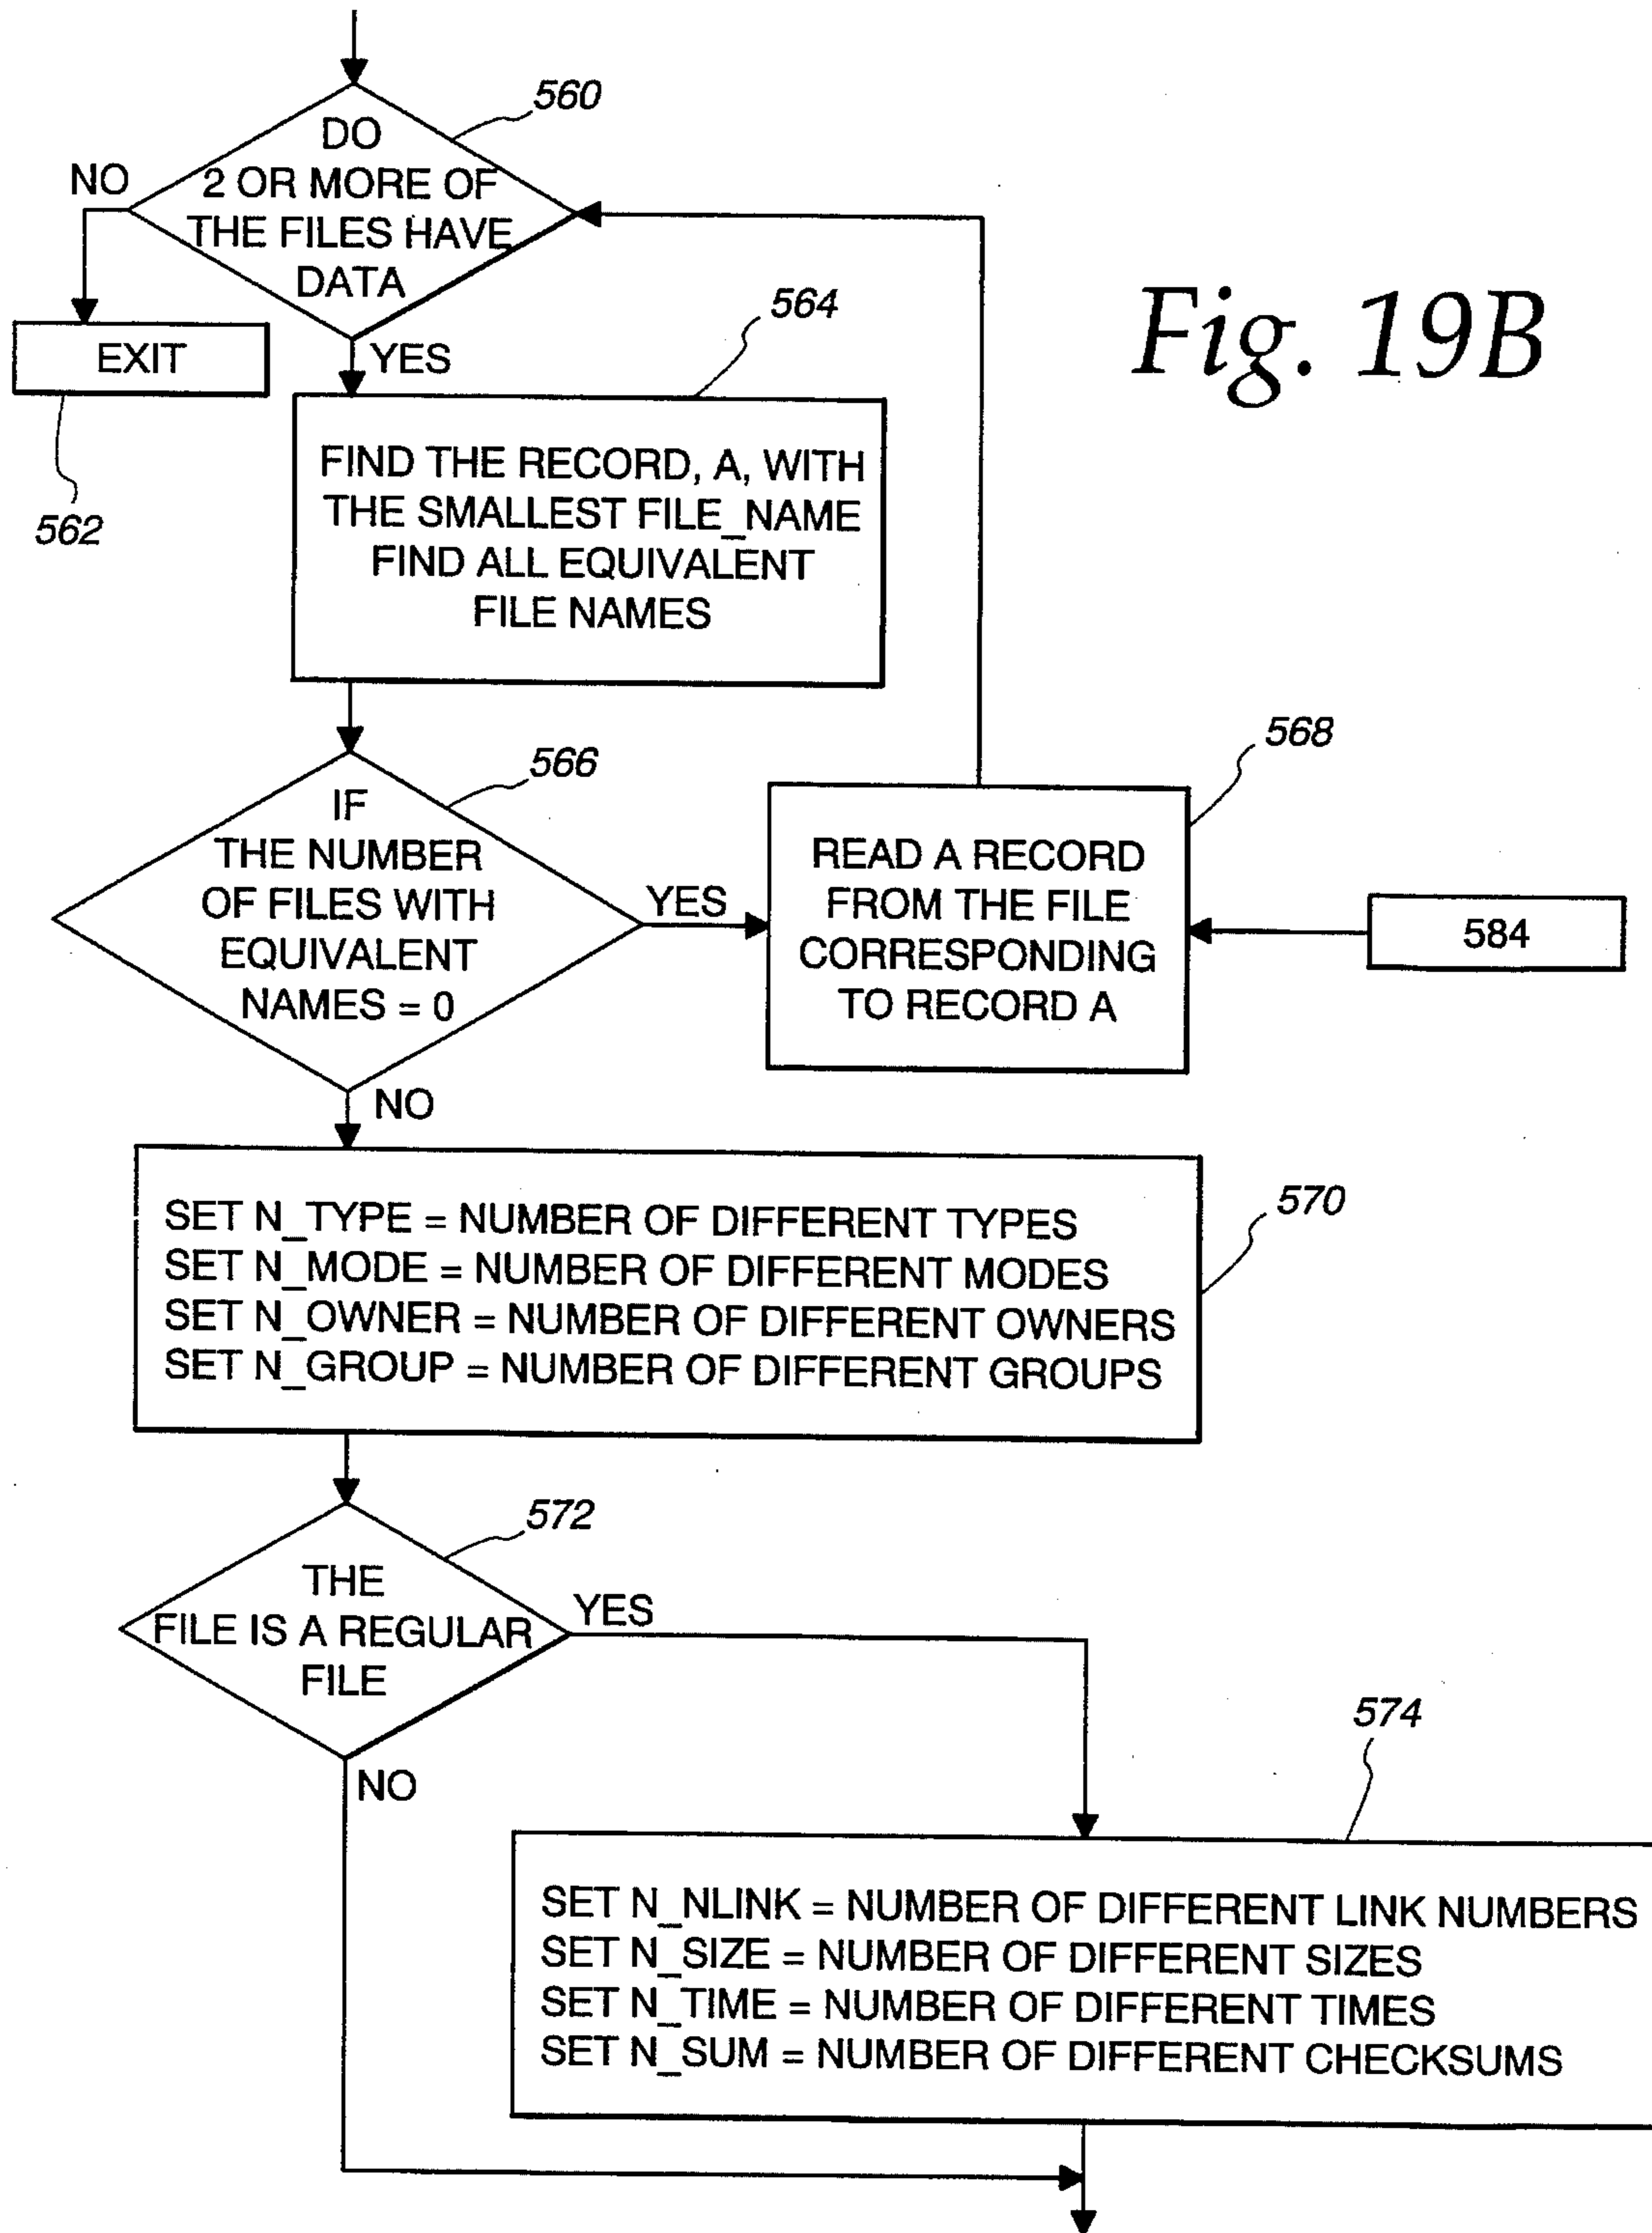 560
DO
2 OR MORE OF
THE FILES HAVE
DATA
NO
EXIT
562
YES
Fig. 19B
564
FIND THE RECORD, A, WITH
THE SMALLEST FILE_NAME
FIND ALL EQUIVALENT
FILE NAMES
566
IF
THE NUMBER
OF FILES WITH
EQUIVALENT
NAMES = 0
YES
568
READ A RECORD
FROM THE FILE
CORRESPONDING
TO RECORD A
584
NO
570
SET N_TYPE = NUMBER OF DIFFERENT TYPES
SET N_MODE = NUMBER OF DIFFERENT MODES
SET N_OWNER = NUMBER OF DIFFERENT OWNERS
SET N_GROUP = NUMBER OF DIFFERENT GROUPS
572
THE
FILE IS A REGULAR
FILE
YES
NO
574
SET N_NLINK = NUMBER OF DIFFERENT LINK NUMBERS
SET N_SIZE = NUMBER OF DIFFERENT SIZES
SET N_TIME = NUMBER OF DIFFERENT TIMES
SET N_SUM = NUMBER OF DIFFERENT CHECKSUMS